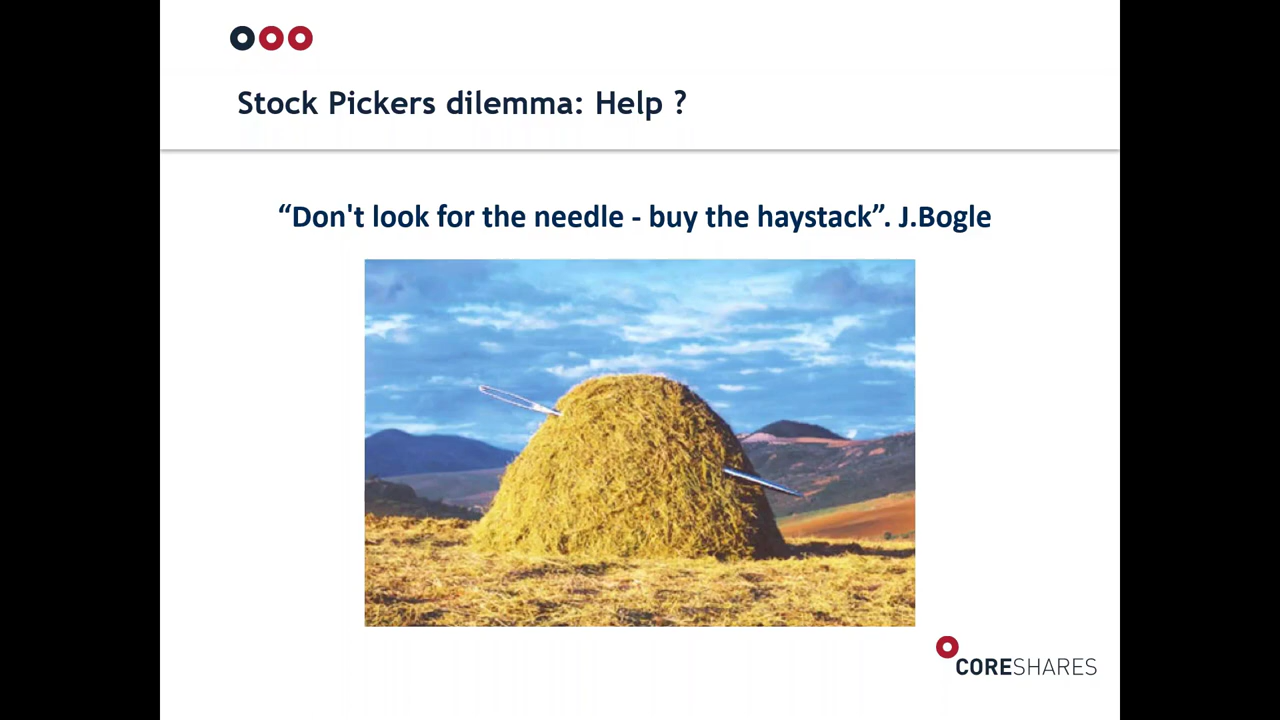 Stock Pickers dilemma: Help ?
“Don't look for the needle - buy the haystack”. J.Bogle
CORESHARES